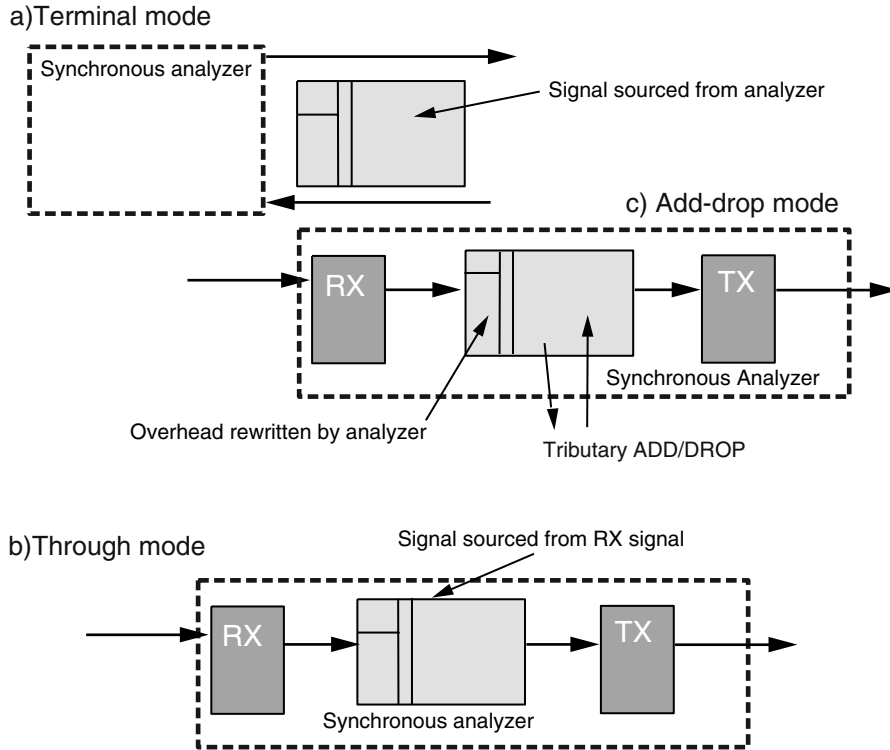 a)Terminal mode
Synchronous analyzer
Signal sourced from analyzer
c) Add-drop mode
RX
TX
Synchronous Analyzer
Overhead rewritten by analyzer
Tributary ADD/DROP
b)Through mode
Signal sourced from RX signal
RX
TX
Synchronous analyzer